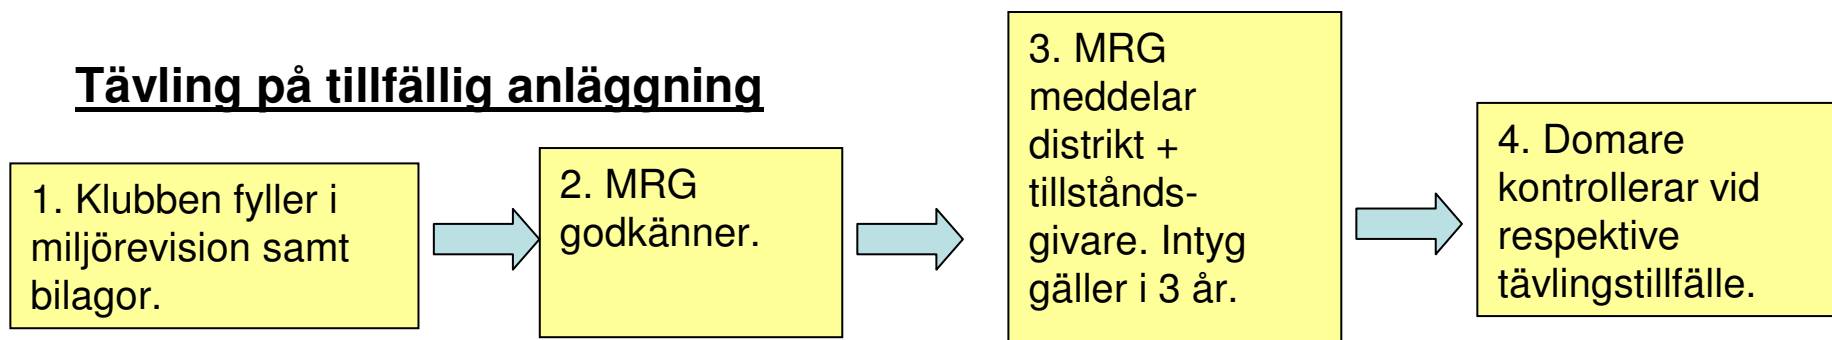 Tävling på tillfällig anläggning
1. Klubben fyller i
miljörevision samt
bilagor.
2. MRG
godkänner.
3. MRG
meddelar
distrikt +
tillstånds-
givare. Intyg
gäller i 3 år.
4. Domare
kontrollerar vid
respektive
tävlingstillfälle.